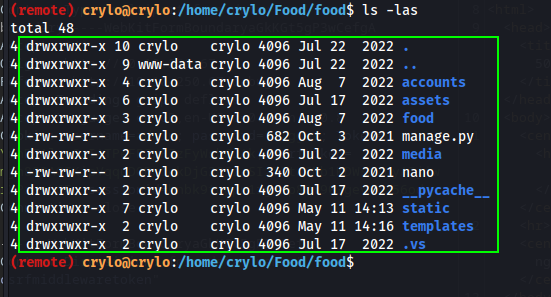 (remote) crylo@crylo:/home/crylo/Food/food$ ls -las
total 48
4 drwxrwxr-x 10 crylo    crylo 4096 Jul 22  2022 .
4 drwxrwxr-x  9 www-data crylo 4096 Jul 22  2022 ..
4 drwxrwxr-x  4 crylo    crylo 4096 Aug  7  2022 accounts
4 drwxrwxr-x  6 crylo    crylo 4096 Jul 17  2022 assets
4 drwxrwxr-x  3 crylo    crylo 4096 Aug  7  2022 food
4 -rw-rw-r--  1 crylo    crylo  682 Oct  3  2021 manage.py
4 drwxrwxr-x  2 crylo    crylo 4096 Jul 22  2022 media
4 -rw-rw-r--  1 crylo    crylo  340 Oct  2  2021 nano
4 drwxrwxr-x  2 crylo    crylo 4096 Jul 17  2022 __pycache__
4 drwxrwxr-x  7 crylo    crylo 4096 May 11 14:13 static
4 drwxrwxr-x  2 crylo    crylo 4096 May 11 14:16 templates
4 drwxrwxr-x  2 crylo    crylo 4096 Jul 17  2022 .vs
(remote) crylo@crylo:/home/crylo/Food/food$